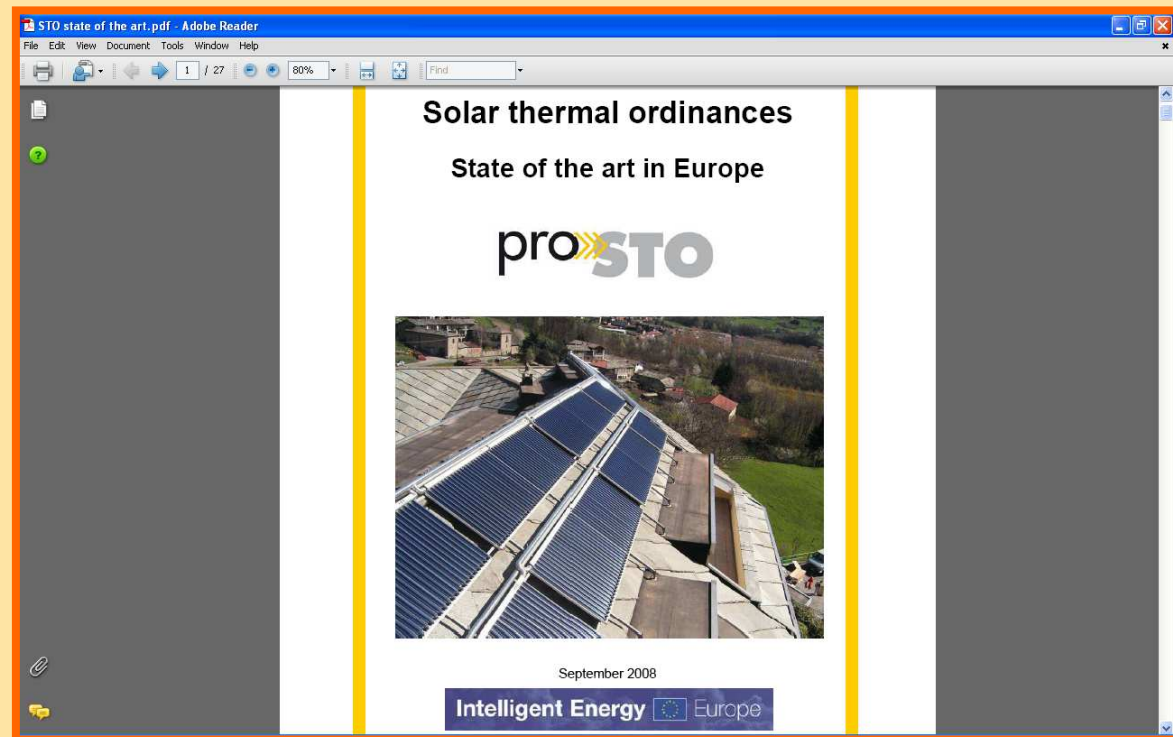 STO state of the art.pdf - Adobe Reader
File Edit View Document Tools Window Help
1 / 27 80% Find
Solar thermal ordinances
State of the art in Europe
pro STO
September 2008
Intelligent Energy Europe